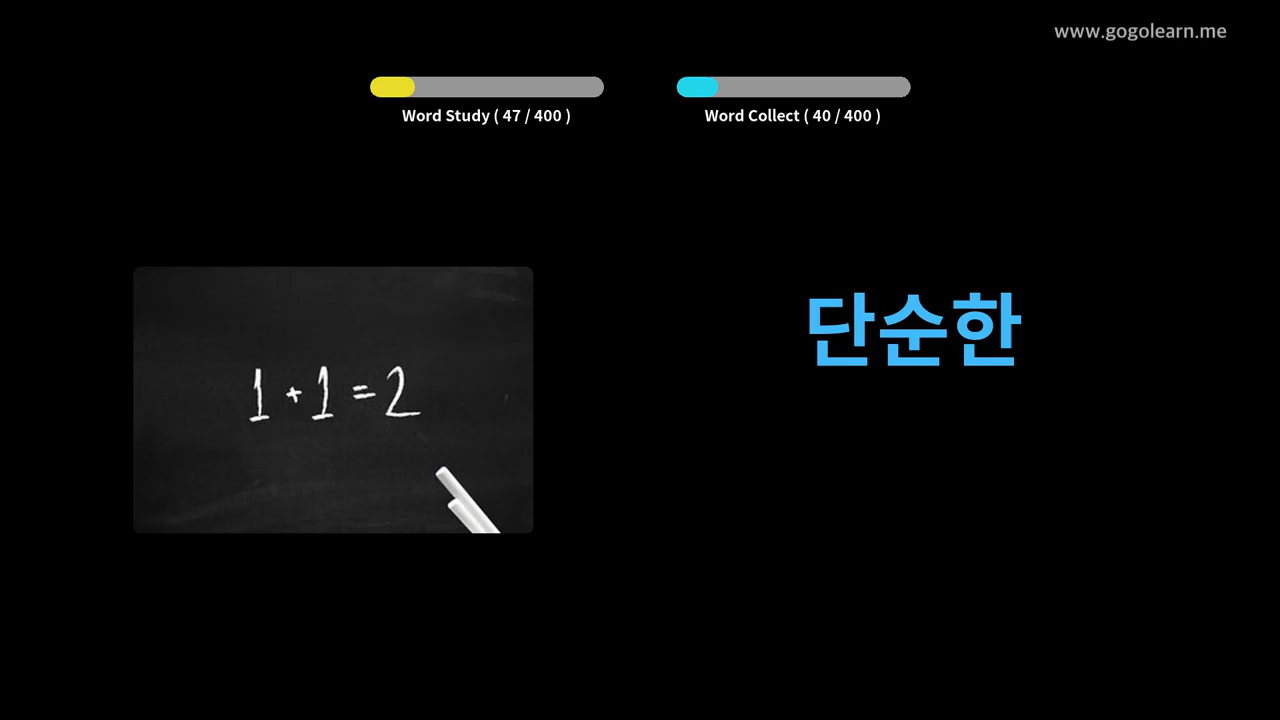 www.gogolearn.me
Word Study ( 47 / 400 )
Word Collect ( 40 / 400 )
단순한
1 + 1 = 2